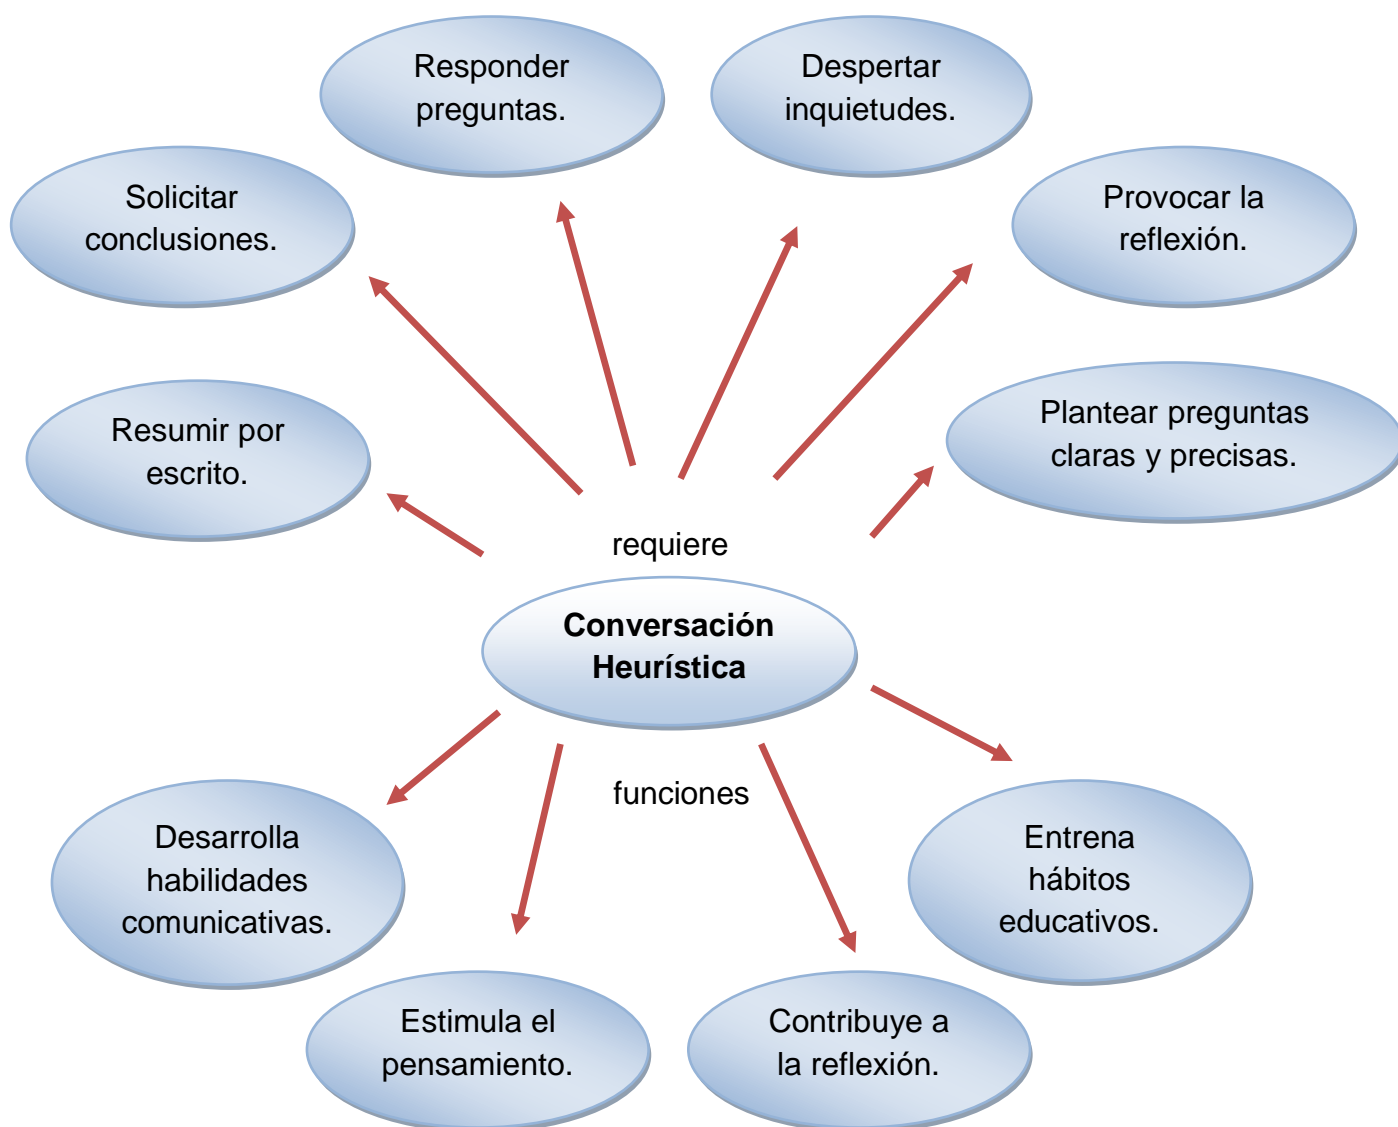 Responder
preguntas.
Despertar
inquietudes.
Solicitar
conclusiones.
Provocar la
reflexión.
Resumir por
escrito.
Plantear preguntas
claras y precisas.
requiere
Conversación
Heurística
funciones
Desarrolla
habilidades
comunicativas.
Entrena
hábitos
educativos.
Estimula el
pensamiento.
Contribuye a
la reflexión.